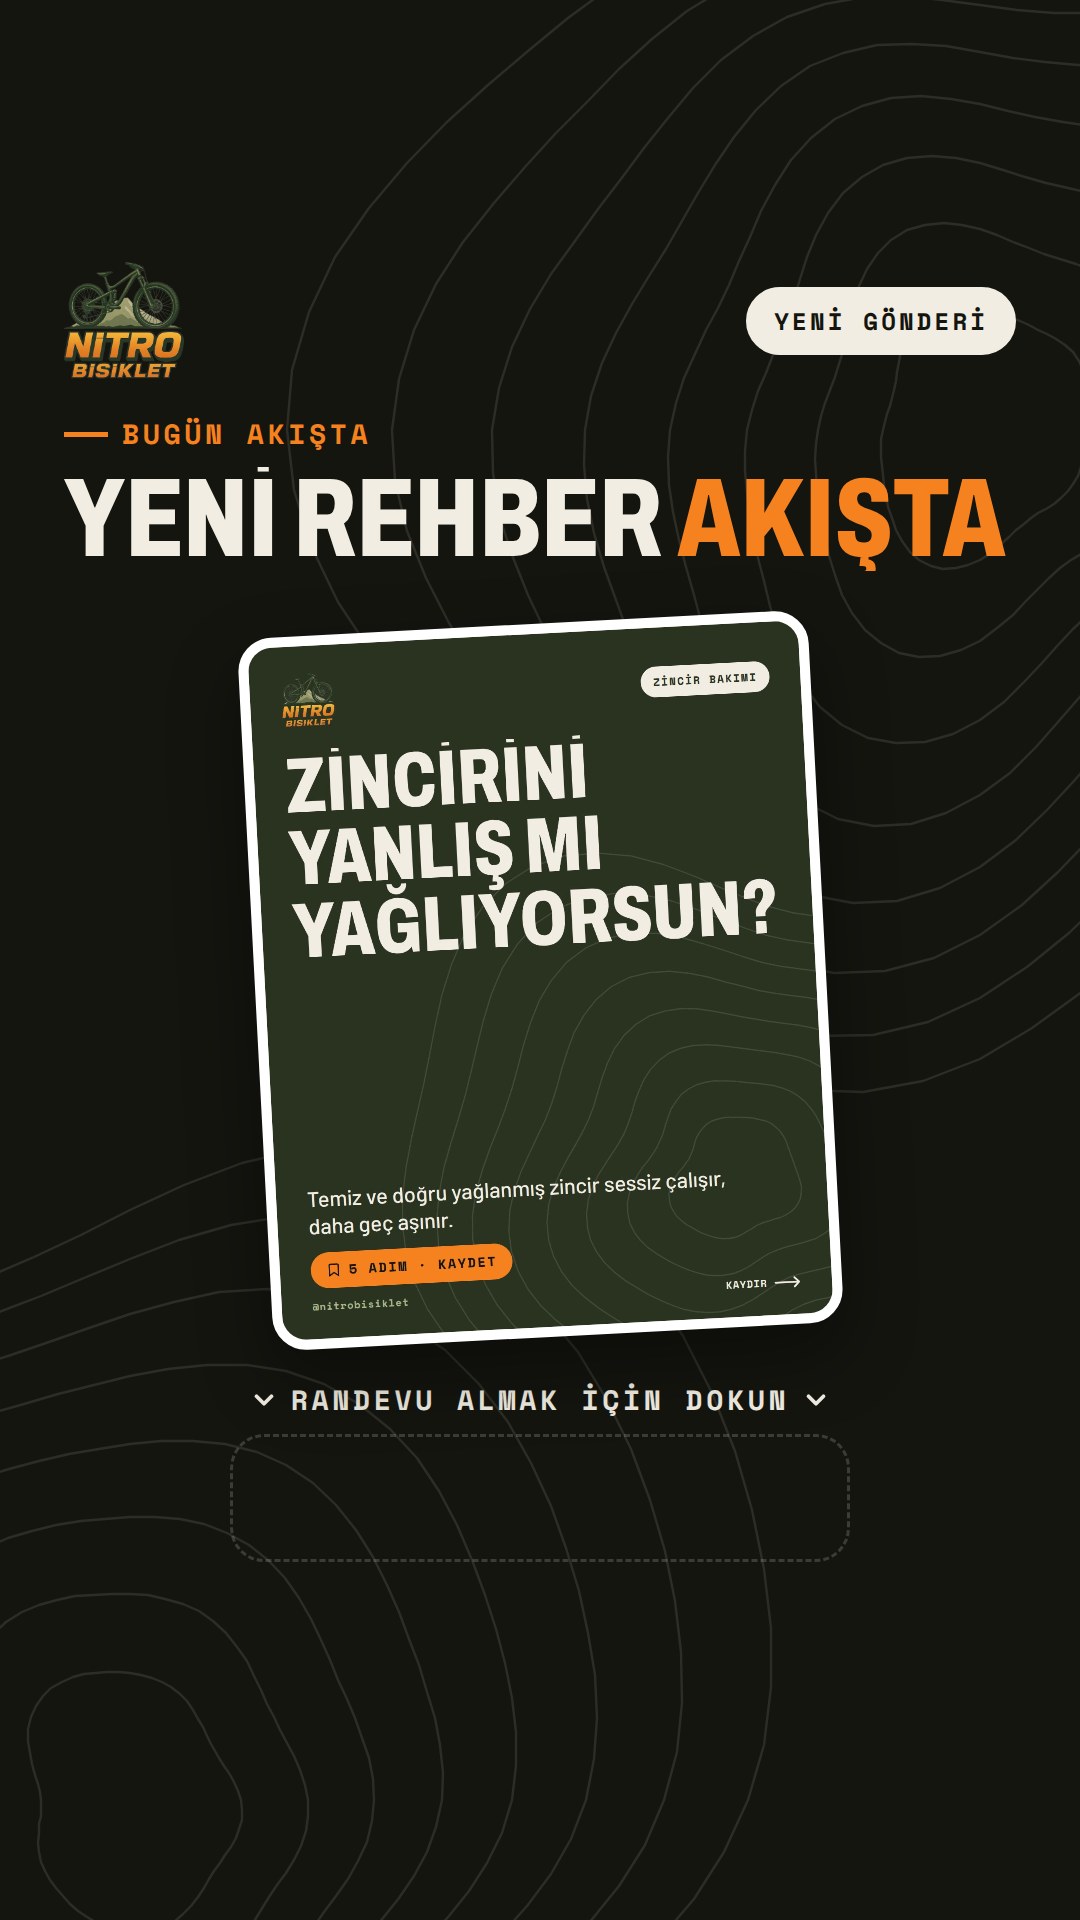 NiTRO
BiSiKLET
YENİ GÖNDERİ
BUGÜN AKIŞTA
YENİ REHBER AKIŞTA
NiTRO
BiSiKLET
ZİNCİR BAKIMI
ZİNCİRİNİ
YANLIŞ MI
YAĞLIYORSUN?
Temiz ve doğru yağlanmış zincir sessiz çalışır,
daha geç aşınır.
5 ADIM · KAYDET
@nitrobisiklet
KAYDIR
RANDEVU ALMAK İÇİN DOKUN